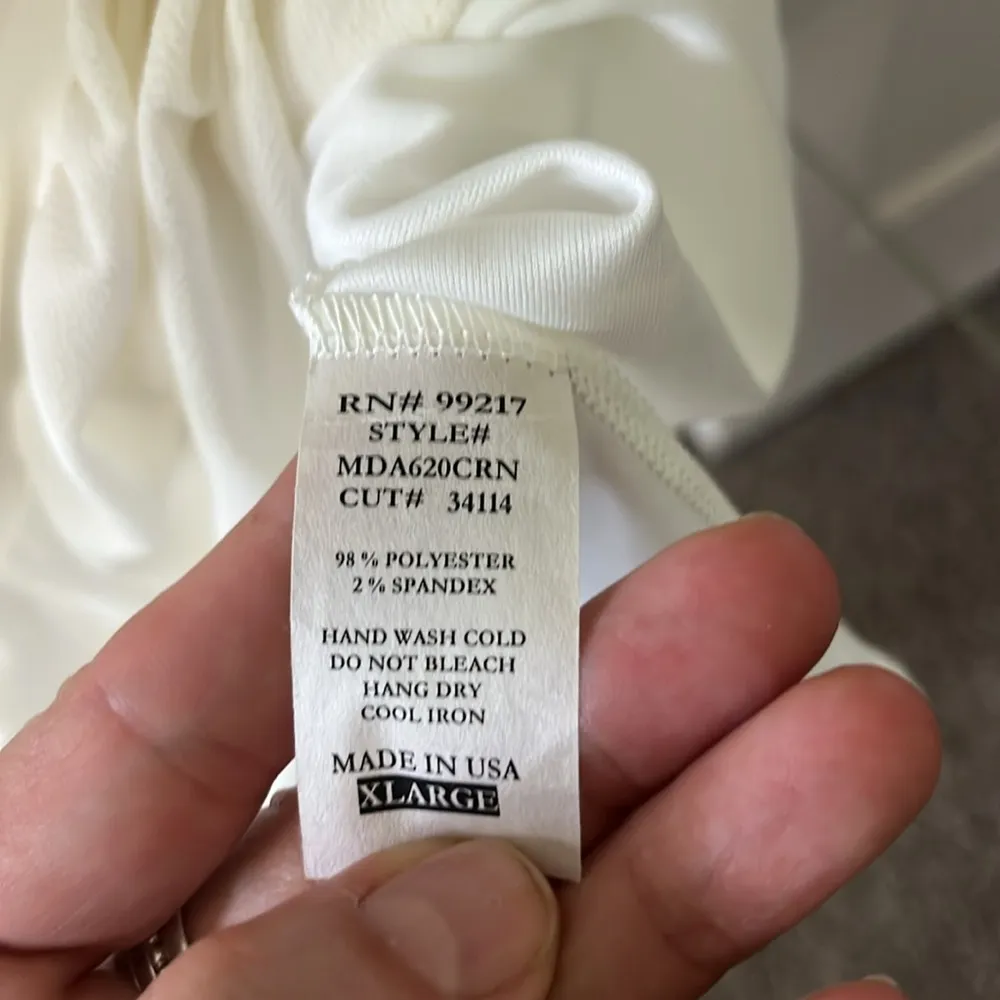 RN# 99217
STYLE#
MDA620CRN
CUT# 34114
98 % POLYESTER
2 % SPANDEX
HAND WASH COLD
DO NOT BLEACH
HANG DRY
COOL IRON
MADE IN USA
XLARGE